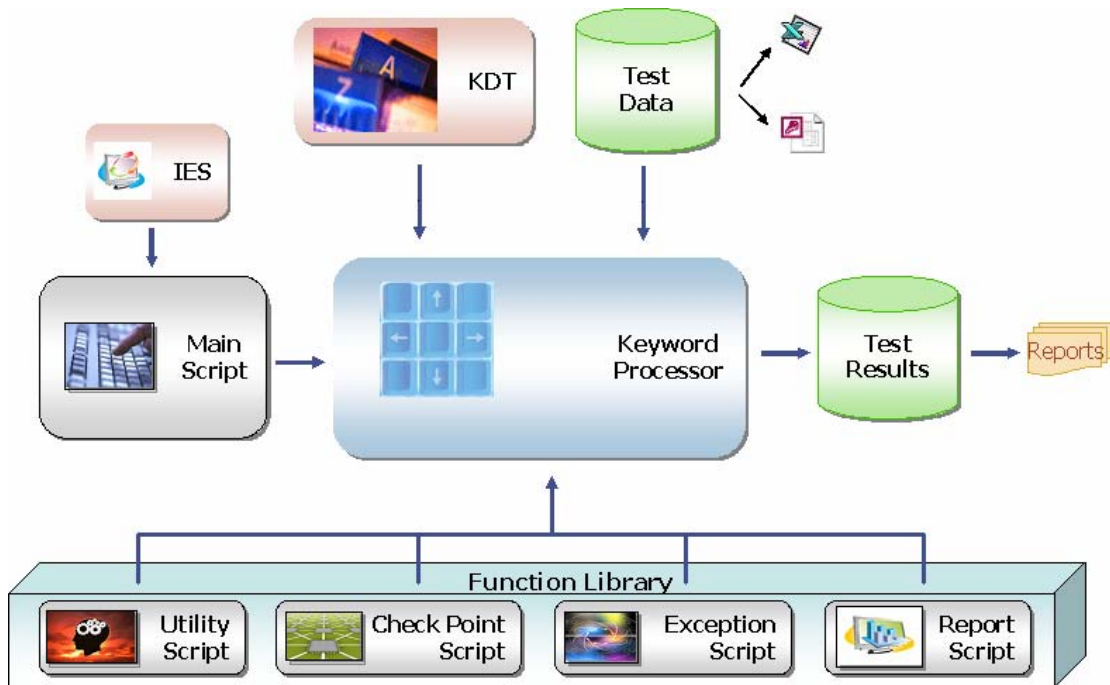 KDT
Test
Data
IES
Main
Script
Keyword
Processor
Test
Results
Reports
Function Library
Utility
Script
Check Point
Script
Exception
Script
Report
Script
A
Z